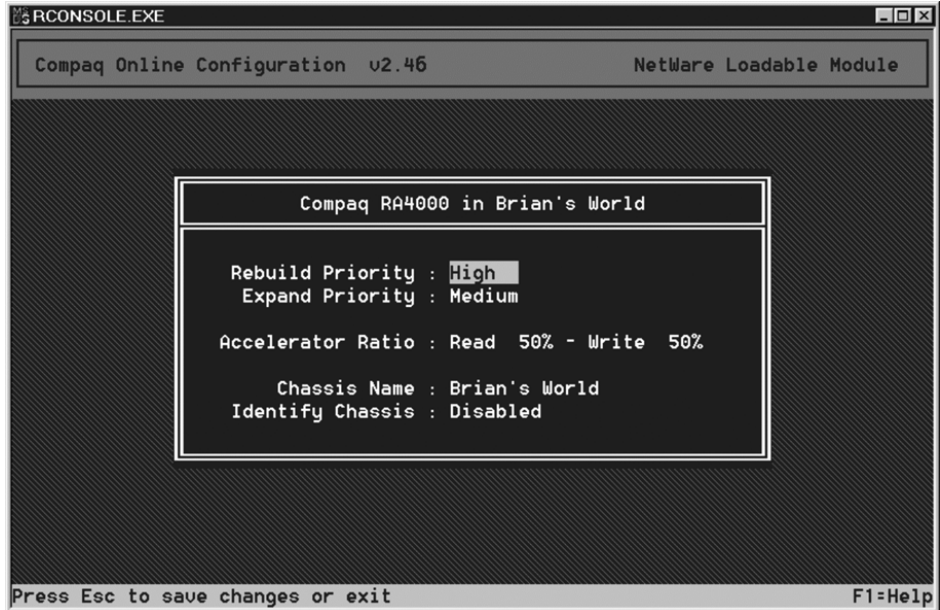 RCONSOLE.EXE
Compaq Online Configuration v2.46 NetWare Loadable Module
Compaq RA4000 in Brian's World
Rebuild Priority : High
Expand Priority : Medium
Accelerator Ratio : Read 50% - Write 50%
Chassis Name : Brian's World
Identify Chassis : Disabled
Press Esc to save changes or exit F1=Help